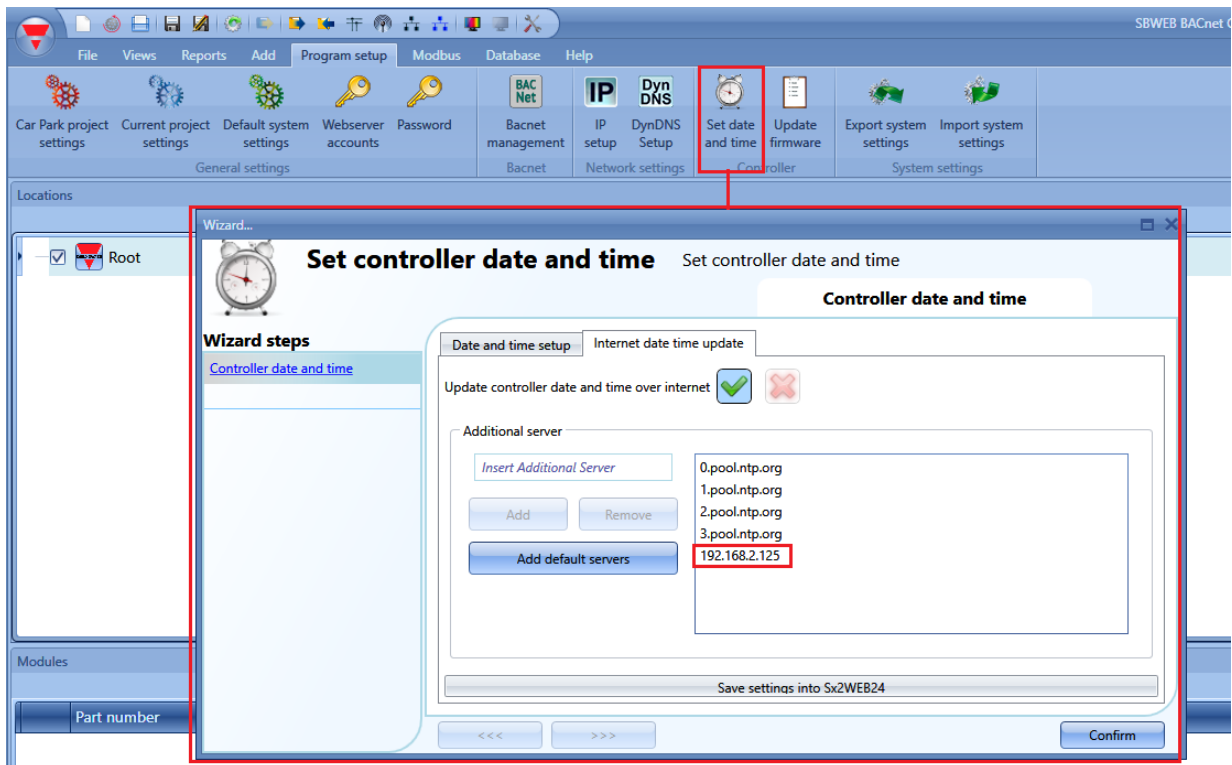 SBWEB BACnet
File Views Reports Add Program setup Modbus Database Help
BAC Net
IP
Dyn DNS
Car Park project settings
Current project settings
Default system settings
Webserver accounts
Password
Bacnet management
IP setup
DynDNS Setup
Set date and time
Update firmware
Export system settings
Import system settings
General settings
Bacnet
Network settings
Controller
System settings
Locations
Root
Wizard...
Set controller date and time
Set controller date and time
Controller date and time
Wizard steps
Controller date and time
Date and time setup
Internet date time update
Update controller date and time over internet
Additional server
Insert Additional Server
Add
Remove
Add default servers
0.pool.ntp.org
1.pool.ntp.org
2.pool.ntp.org
3.pool.ntp.org
192.168.2.125
Save settings into Sx2WEB24
<<<
>>>
Confirm
Modules
Part number